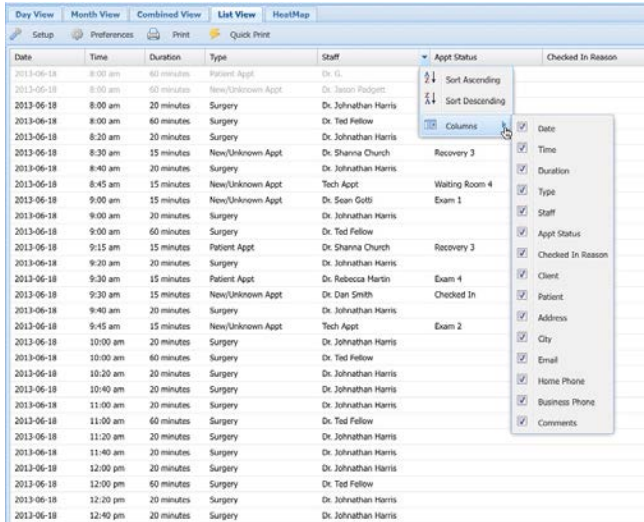 Day View Month View Combined View List View HeatMap
Setup Preferences Print Quick Print
Date Time Duration Type Staff Appt Status Checked In Reason
2013-06-18 8:00 am 60 minutes Patient Appt Dr. G.
2013-06-18 8:00 am 60 minutes New/Unknown Appt Dr. Jason Padgett
Sort Ascending
Sort Descending
Columns
2013-06-18 8:00 am 20 minutes Surgery Dr. Johnathan Harris
2013-06-18 8:00 am 60 minutes Surgery Dr. Ted Fellow
2013-06-18 8:20 am 20 minutes Surgery Dr. Johnathan Harris
2013-06-18 8:30 am 15 minutes New/Unknown Appt Dr. Shanna Church Recovery 3
2013-06-18 8:40 am 20 minutes Surgery Dr. Johnathan Harris
2013-06-18 8:45 am 15 minutes New/Unknown Appt Tech Appt Waiting Room 4
2013-06-18 9:00 am 15 minutes New/Unknown Appt Dr. Sean Gotti Exam 1
2013-06-18 9:00 am 20 minutes Surgery Dr. Johnathan Harris
2013-06-18 9:00 am 60 minutes Surgery Dr. Ted Fellow
2013-06-18 9:15 am 15 minutes Patient Appt Dr. Shanna Church Recovery 3
2013-06-18 9:20 am 20 minutes Surgery Dr. Johnathan Harris
2013-06-18 9:30 am 15 minutes Patient Appt Dr. Rebecca Martin Exam 4
2013-06-18 9:30 am 15 minutes New/Unknown Appt Dr. Dan Smith Checked In
2013-06-18 9:40 am 20 minutes Surgery Dr. Johnathan Harris
2013-06-18 9:45 am 15 minutes New/Unknown Appt Tech Appt Exam 2
2013-06-18 10:00 am 20 minutes Surgery Dr. Johnathan Harris
2013-06-18 10:00 am 60 minutes Surgery Dr. Ted Fellow
2013-06-18 10:20 am 20 minutes Surgery Dr. Johnathan Harris
2013-06-18 10:40 am 20 minutes Surgery Dr. Johnathan Harris
2013-06-18 11:00 am 20 minutes Surgery Dr. Johnathan Harris
2013-06-18 11:00 am 60 minutes Surgery Dr. Ted Fellow
2013-06-18 11:20 am 20 minutes Surgery Dr. Johnathan Harris
2013-06-18 11:40 am 20 minutes Surgery Dr. Johnathan Harris
2013-06-18 12:00 pm 20 minutes Surgery Dr. Johnathan Harris
2013-06-18 12:00 pm 60 minutes Surgery Dr. Ted Fellow
2013-06-18 12:20 pm 20 minutes Surgery Dr. Johnathan Harris
2013-06-18 12:40 pm 20 minutes Surgery Dr. Johnathan Harris
Date
Time
Duration
Type
Staff
Appt Status
Checked In Reason
Client
Patient
Address
City
Email
Home Phone
Business Phone
Comments